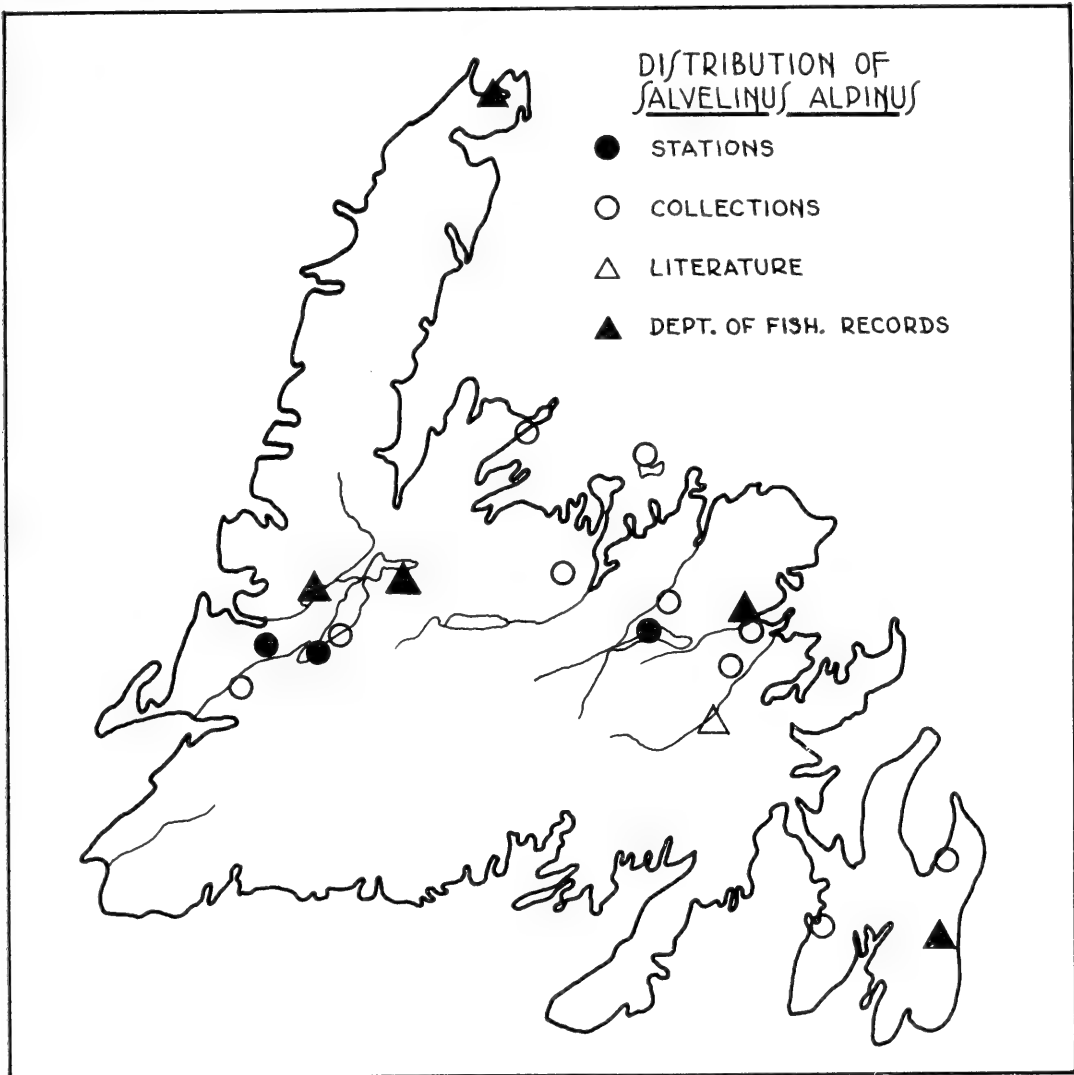 DISTRIBUTION OF
SALVELINUS ALPINUS
STATIONS
COLLECTIONS
LITERATURE
DEPT. OF FISH. RECORDS